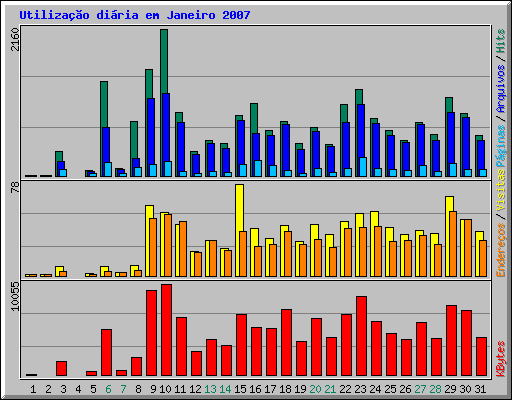 Utilização diária em Janeiro 2007
2160
78
10055
Endereços / Visitas Páginas / Arquivos / Hits
KBytes
1 2 3 4 5 6 7 8 9 10 11 12 13 14 15 16 17 18 19 20 21 22 23 24 25 26 27 28 29 30 31